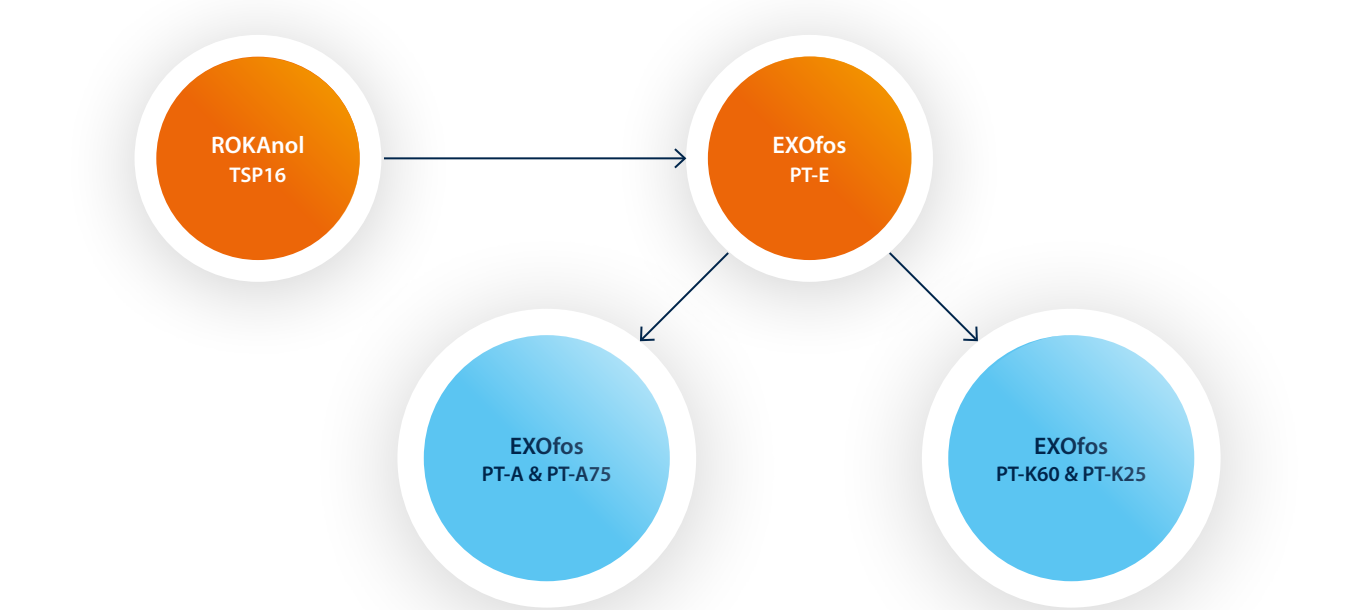 ROKAnol
TSP16
EXOfos
PT-E
EXOfos
PT-A & PT-A75
EXOfos
PT-K60 & PT-K25